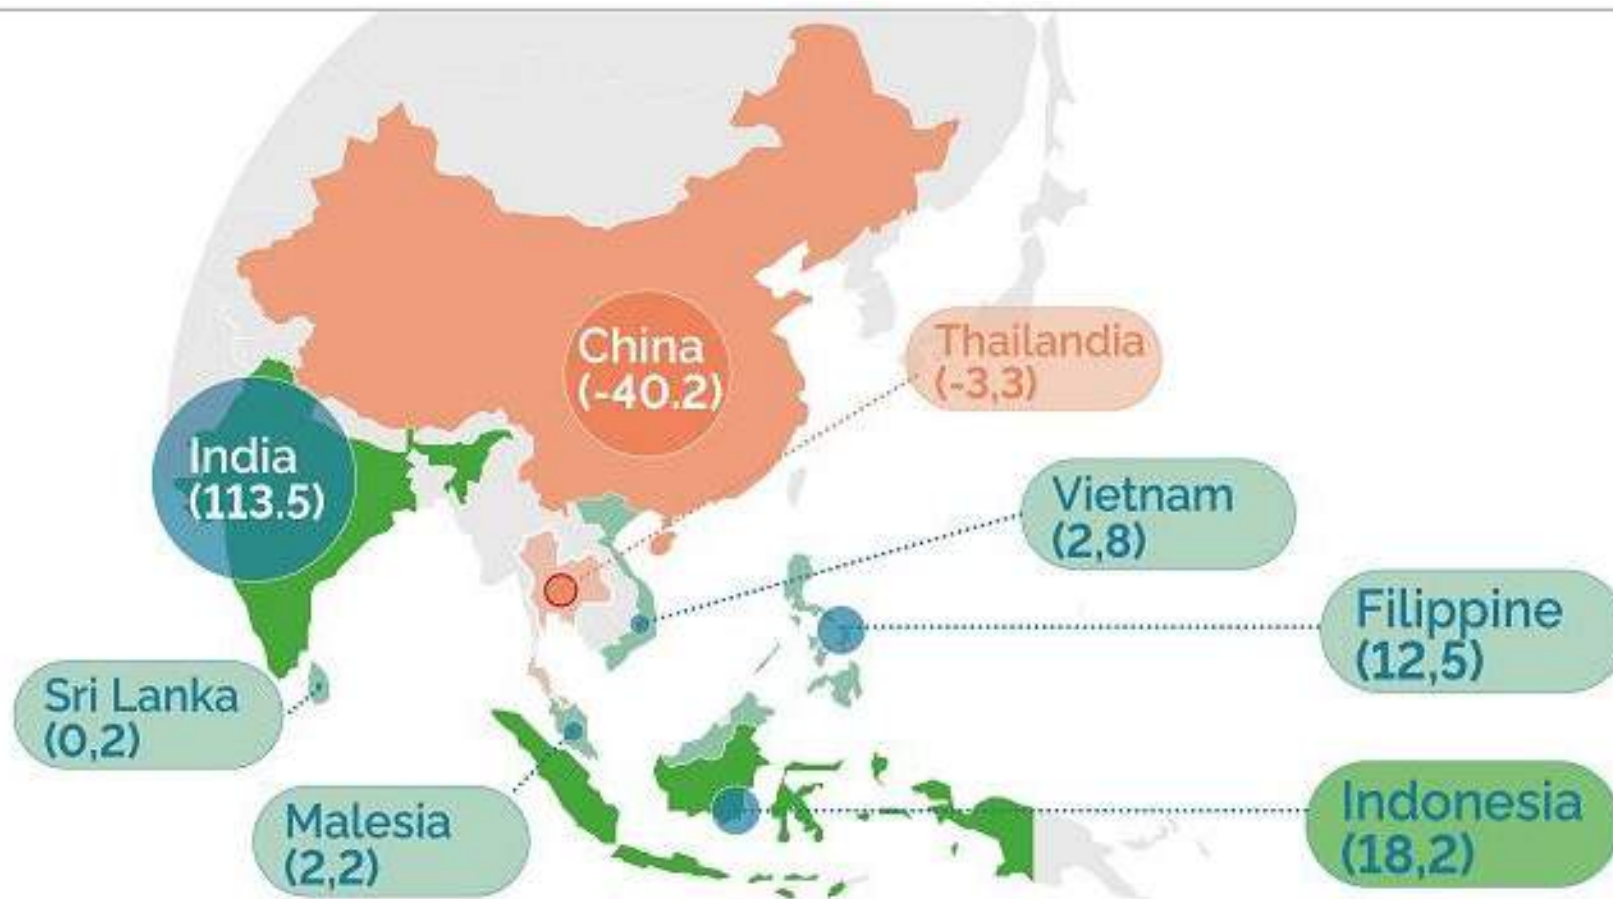 China
(-40.2)
Thailandia
(-3,3)
India
(113.5)
Vietnam
(2,8)
Filippine
(12,5)
Sri Lanka
(0,2)
Malesia
(2,2)
Indonesia
(18,2)